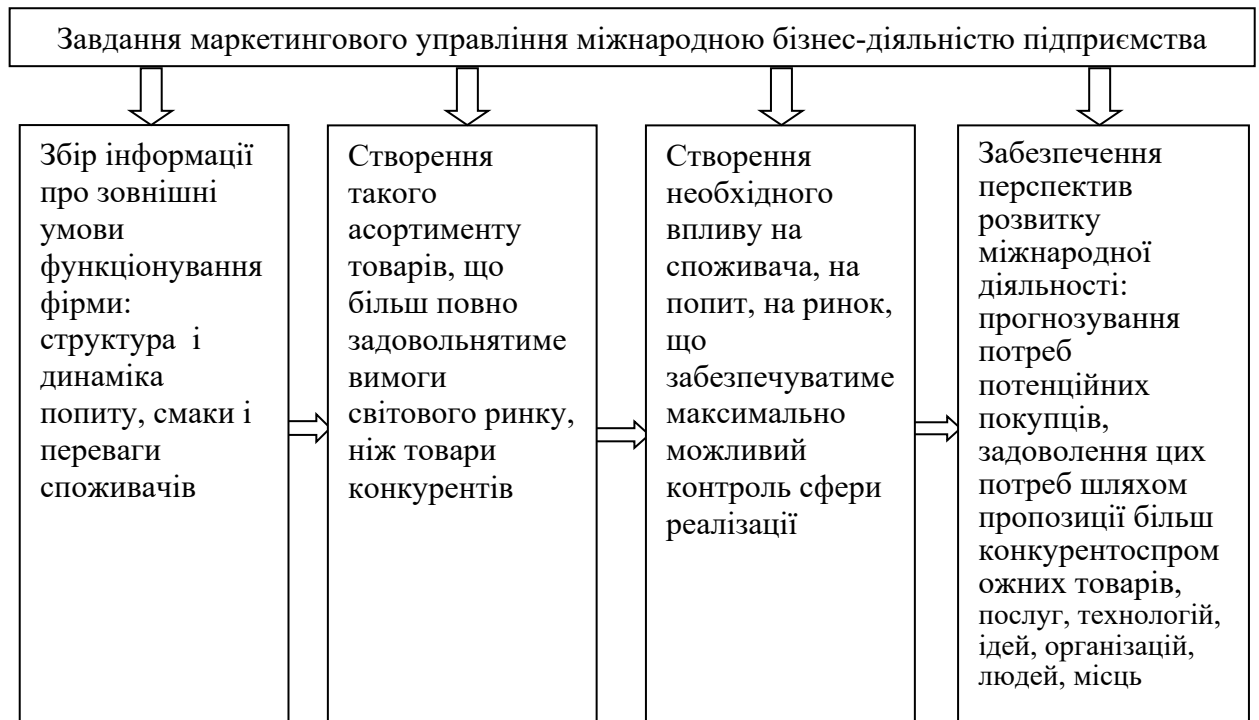 Завдання маркетингового управління міжнародною бізнес-діяльністю підприємства
Збір інформації
про зовнішні
умови
функціонування
фірми:
структура і
динаміка
попиту, смаки і
переваги
споживачів
Створення
такого
асортименту
товарів, що
більш повно
задовольнятиме
вимоги
світового ринку,
ніж товари
конкурентів
Створення
необхідного
впливу на
споживача, на
попит, на ринок,
що
забезпечуватиме
максимально
можливий
контроль сфери
реалізації
Забезпечення
перспектив
розвитку
міжнародної
діяльності:
прогнозування
потреб
потенційних
покупців,
задоволення цих
потреб шляхом
пропозиції більш
конкурентоспром
ожних товарів,
послуг, технологій,
ідей, організацій,
людей, місць